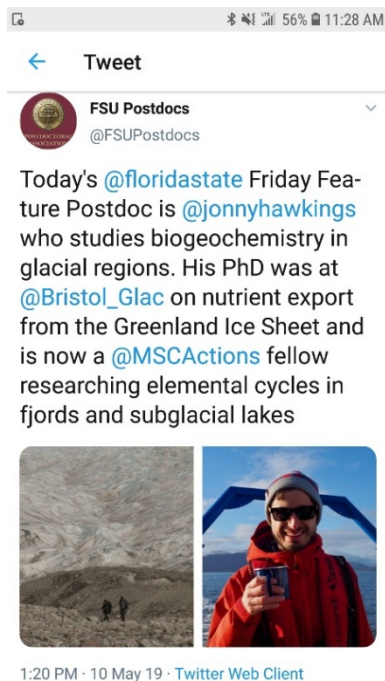 56% 11:28 AM
Tweet
POSTDOCTORAL
ASSOCIATION
FSU Postdocs
@FSUPostdocs
Today's @floridastate Friday Fea-
ture Postdoc is @jonnyhawkings
who studies biogeochemistry in
glacial regions. His PhD was at
@Bristol_Glac on nutrient export
from the Greenland Ice Sheet and
is now a @MSCActions fellow
researching elemental cycles in
fjords and subglacial lakes
1:20 PM · 10 May 19 · Twitter Web Client